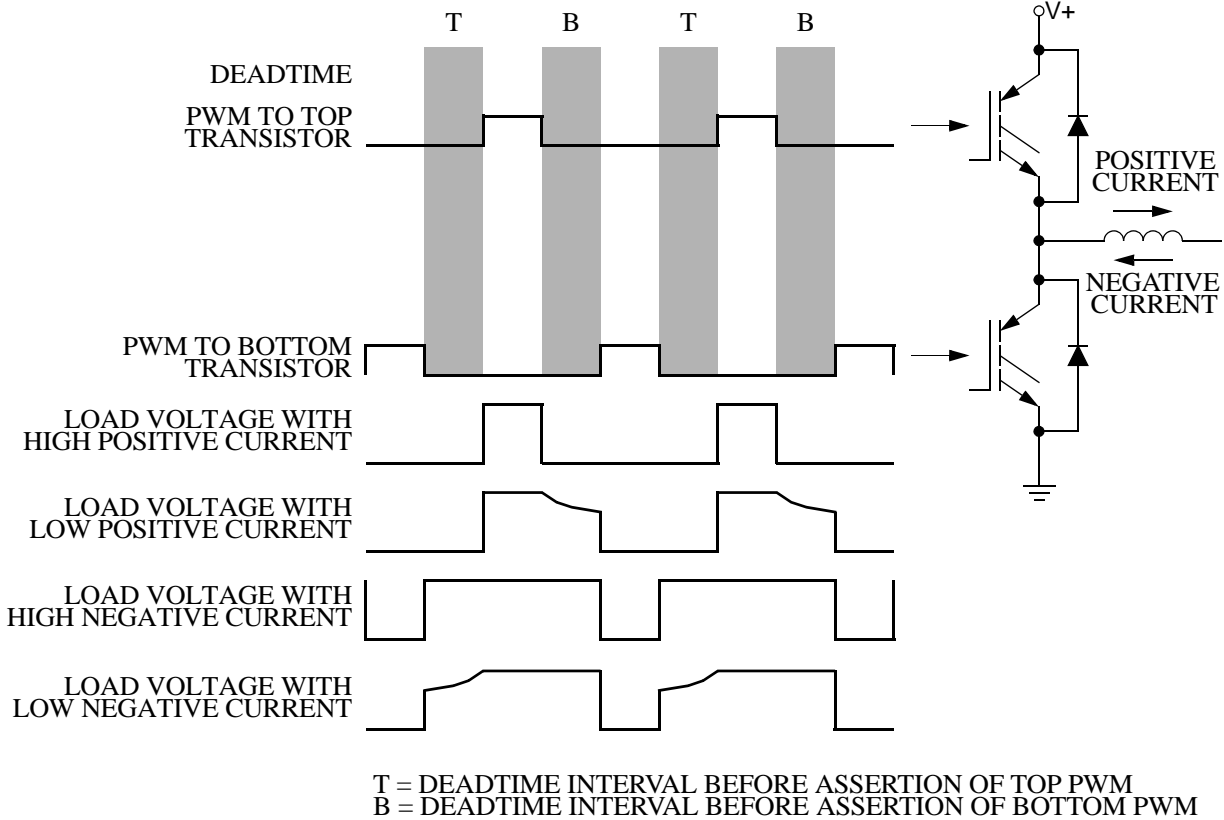 T B T B
V+
DEADTIME
PWM TO TOP
TRANSISTOR
POSITIVE
CURRENT
NEGATIVE
CURRENT
PWM TO BOTTOM
TRANSISTOR
LOAD VOLTAGE WITH
HIGH POSITIVE CURRENT
LOAD VOLTAGE WITH
LOW POSITIVE CURRENT
LOAD VOLTAGE WITH
HIGH NEGATIVE CURRENT
LOAD VOLTAGE WITH
LOW NEGATIVE CURRENT
T = DEADTIME INTERVAL BEFORE ASSERTION OF TOP PWM
B = DEADTIME INTERVAL BEFORE ASSERTION OF BOTTOM PWM